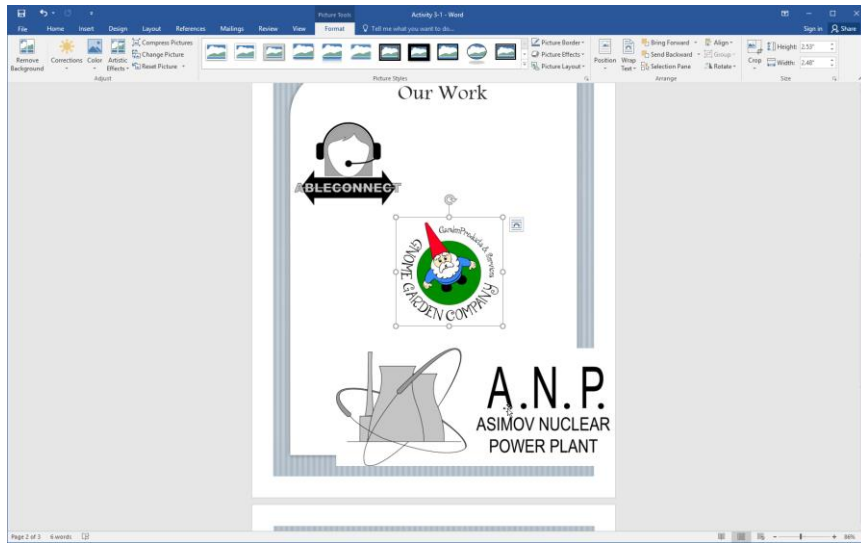 Picture Tools
Activity 3-1 - Word
File Home Insert Design Layout References Mailings Review View Format Tell me what you want to do...
Sign in Share
Remove Background
Corrections
Color
Artistic Effects
Compress Pictures
Change Picture
Reset Picture
Adjust
Picture Styles
Picture Border
Picture Effects
Picture Layout
Position
Wrap Text
Bring Forward
Send Backward
Selection Pane
Align
Group
Rotate
Arrange
Crop
Height: 2.53"
Width: 2.48"
Size
Our Work
ABLECONNECT
GardenProducts & Services
GNOME GARDEN COMPANY
A.N.P.
ASIMOV NUCLEAR
POWER PLANT
Page 2 of 3 6 words
86%